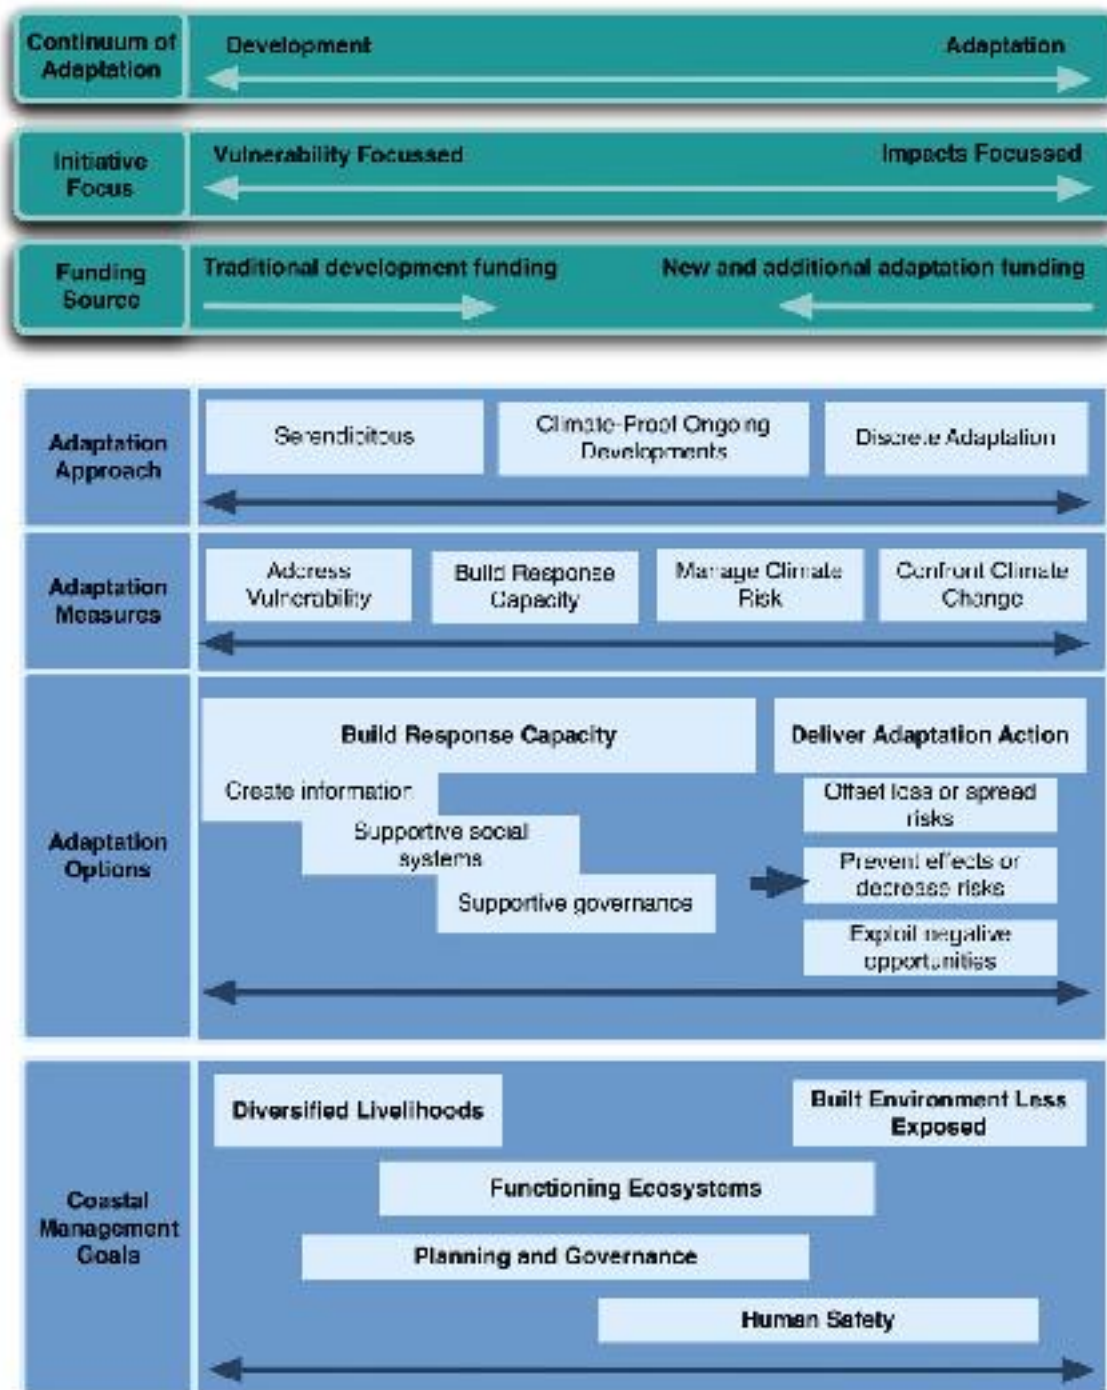 Continuum of
Adaptation
Development
Adaptation
Initiative
Focus
Vulnerability Focussed
Impacts Focussed
Funding
Source
Traditional development funding
New and additional adaptation funding
Adaptation
Approach
Serendipitous
Climate-Proof Ongoing
Developments
Discrete Adaptation
Adaptation
Measures
Address
Vulnerability
Build Response
Capacity
Manage Climate
Risk
Confront Climate
Change
Adaptation
Options
Build Response Capacity
Deliver Adaptation Action
Create information
Supportive social
systems
Supportive governance
Offset loss or spread
risks
Prevent effects or
decrease risks
Exploit negative
opportunities
Coastal
Management
Goals
Diversified Livelihoods
Built Environment Less
Exposed
Functioning Ecosystems
Planning and Governance
Human Safety